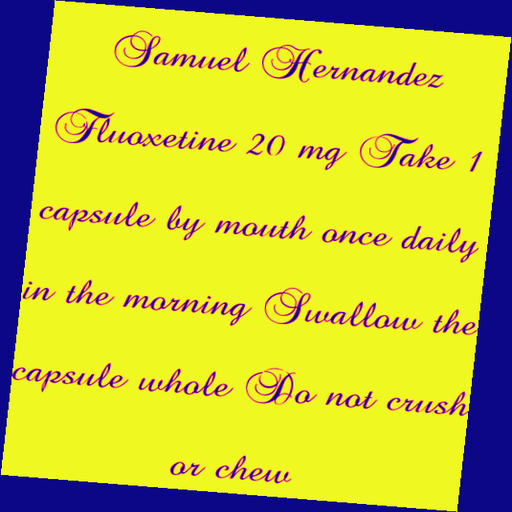 Samuel Hernandez
Fluoxetine 20 mg Take 1
capsule by mouth once daily
in the morning Swallow the
capsule whole Do not crush
or chew